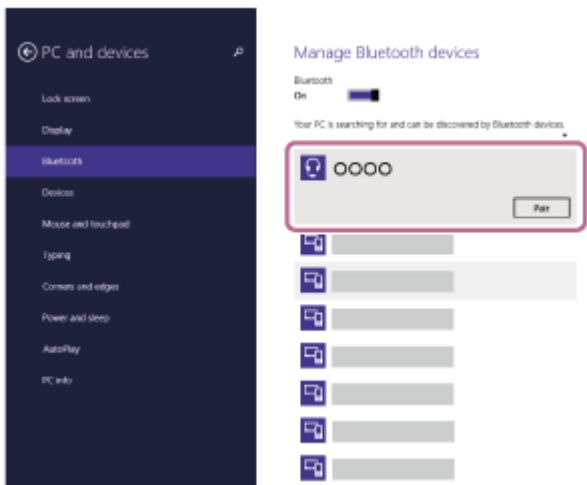 PC and devices
Lock screen
Display
Bluetooth
Devices
Mouse and touchpad
Typing
Corners and edges
Power and sleep
AutoPlay
PC info
Manage Bluetooth devices
Bluetooth
On
Your PC is searching for and can be discovered by Bluetooth devices.
OOOO
Pair